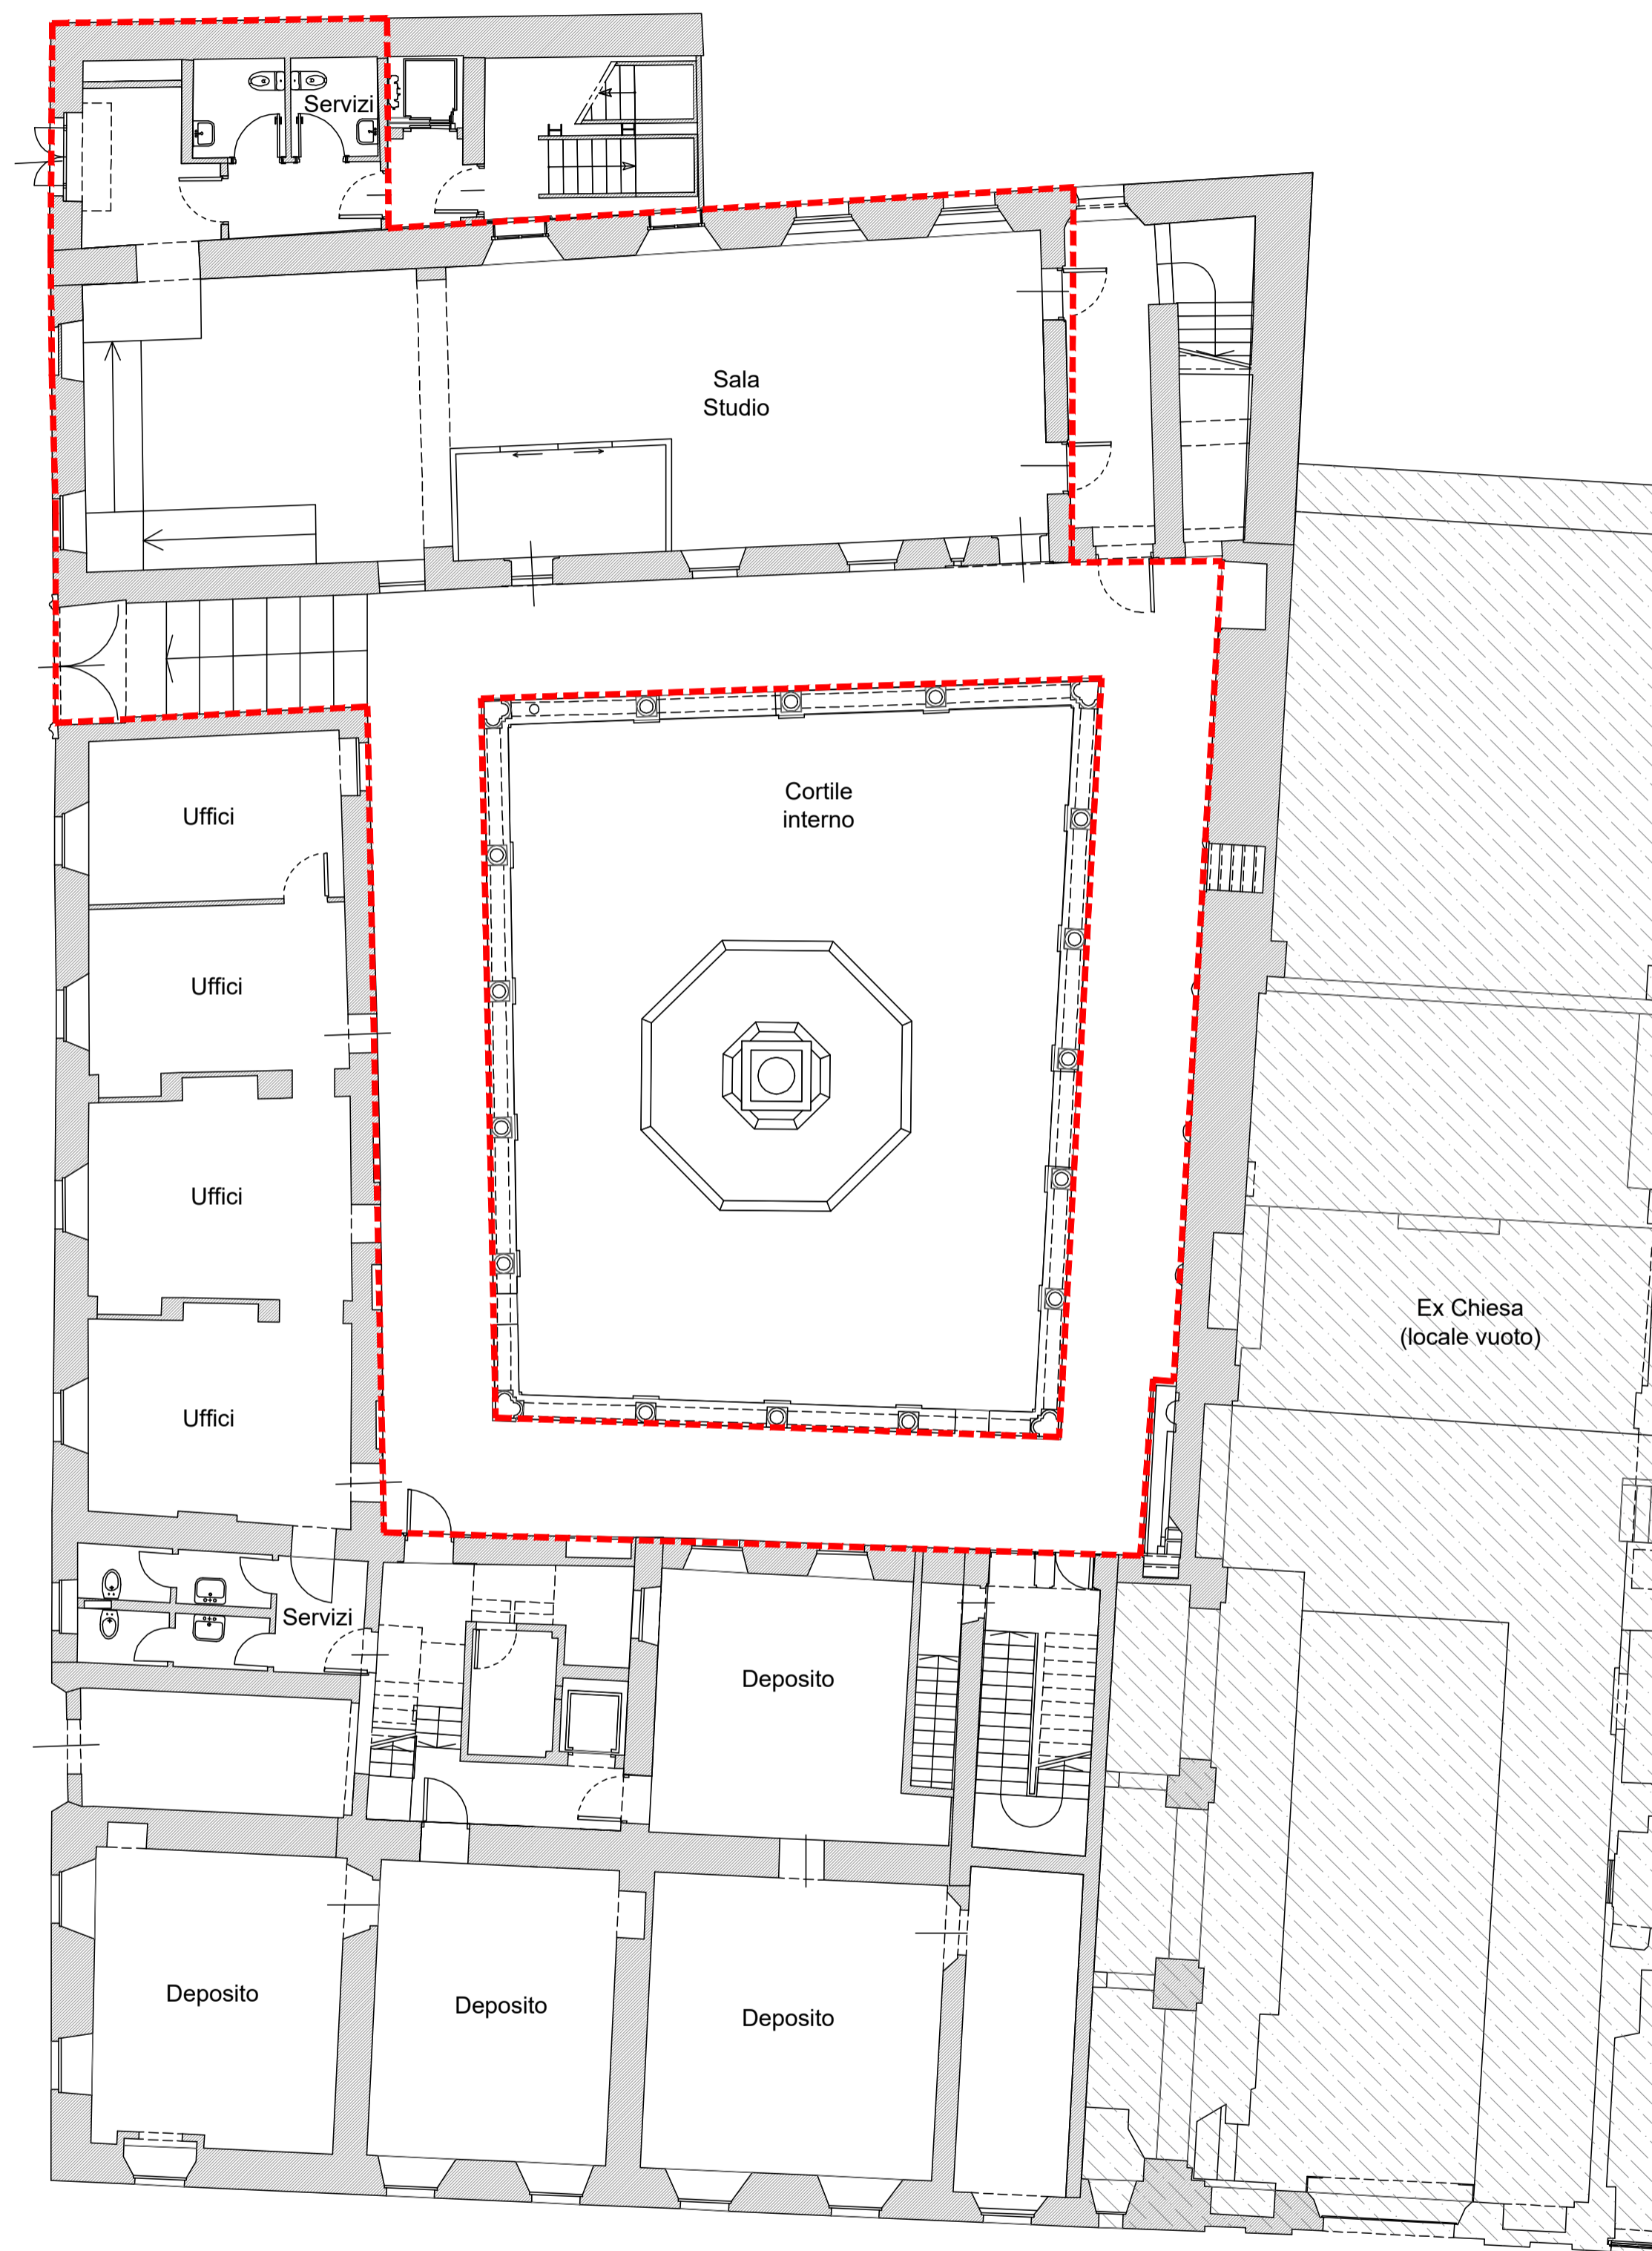 Servizi
Sala
Studio
Cortile
interno
Uffici
Uffici
Uffici
Ex Chiesa
(locale vuoto)
Uffici
Servizi
Deposito
Deposito
Deposito
Deposito